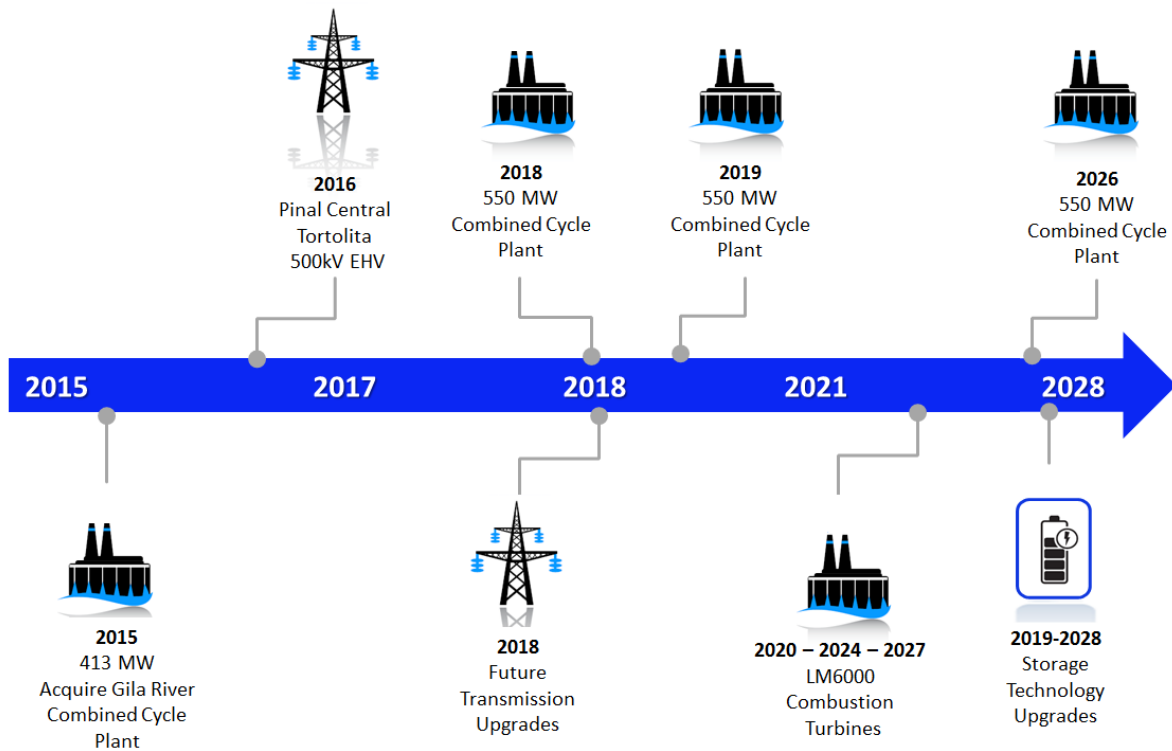 2016
Pinal Central
Tortolita
500kV EHV
2018
550 MW
Combined Cycle
Plant
2019
550 MW
Combined Cycle
Plant
2026
550 MW
Combined Cycle
Plant
2015
2017
2018
2021
2028
2015
413 MW
Acquire Gila River
Combined Cycle
Plant
2018
Future
Transmission
Upgrades
2020 – 2024 – 2027
LM6000
Combustion
Turbines
2019-2028
Storage
Technology
Upgrades